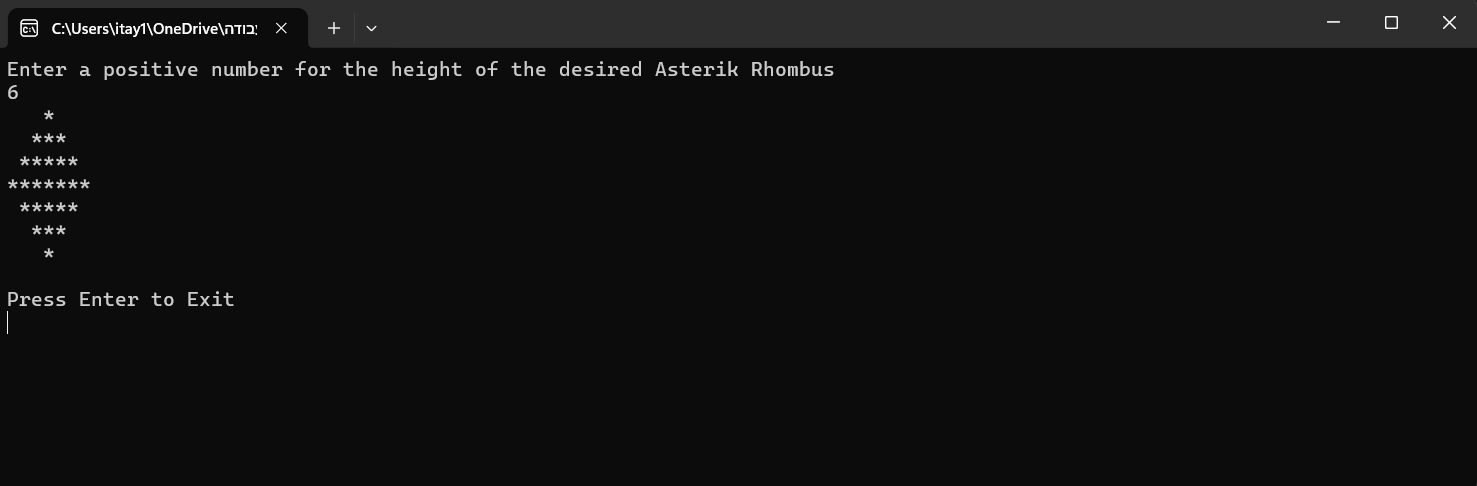 C:\Users\itay1\OneDrive\עבודה
Enter a positive number for the height of the desired Asterik Rhombus
6
   *
  ***
 *****
*******
 *****
  ***
   *
Press Enter to Exit